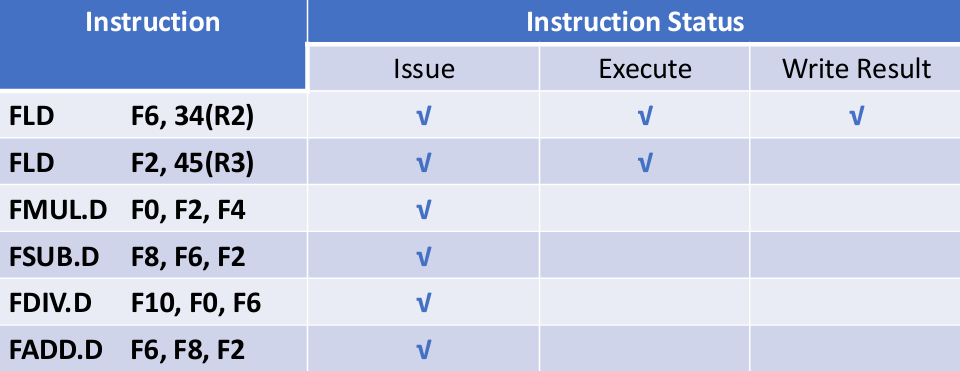 Instruction Instruction Status
Issue Execute Write Result
FLD F6, 34(R2) √ √ √
FLD F2, 45(R3) √ √
FMUL.D F0, F2, F4 √
FSUB.D F8, F6, F2 √
FDIV.D F10, F0, F6 √
FADD.D F6, F8, F2 √